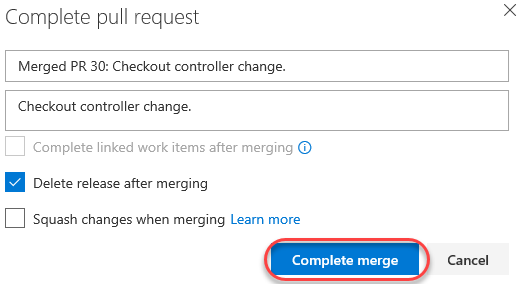 Complete pull request
Merged PR 30: Checkout controller change.
Checkout controller change.
Complete linked work items after merging
Delete release after merging
Squash changes when merging Learn more
Complete merge Cancel